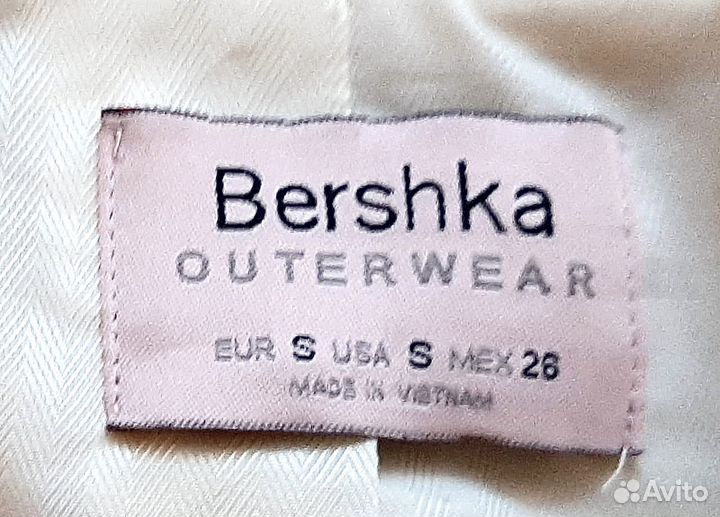 Bershka
OUTERWEAR
EUR S USA S MEX 26
MADE IN VIETNAM
Avito